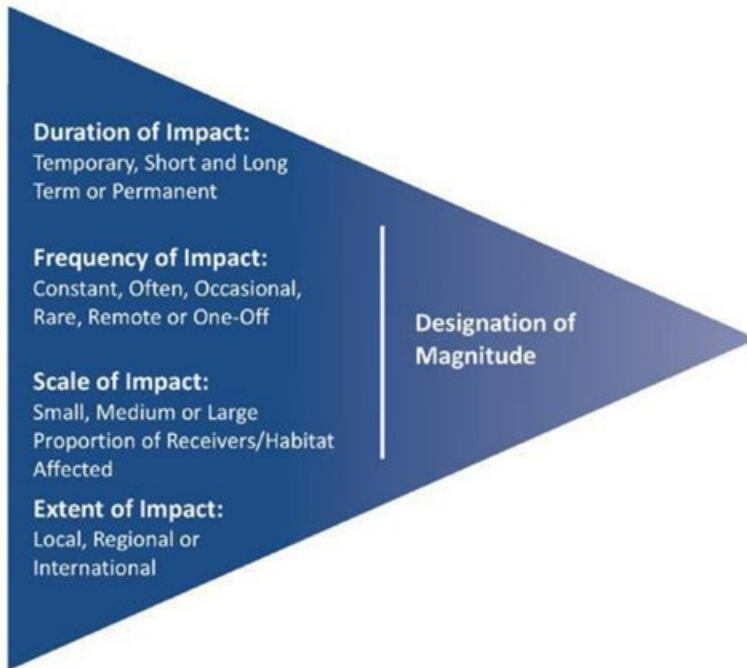 Duration of Impact:
Temporary, Short and Long
Term or Permanent
Frequency of Impact:
Constant, Often, Occasional,
Rare, Remote or One-Off
Scale of Impact:
Small, Medium or Large
Proportion of Receivers/Habitat
Affected
Extent of Impact:
Local, Regional or
International
Designation of
Magnitude